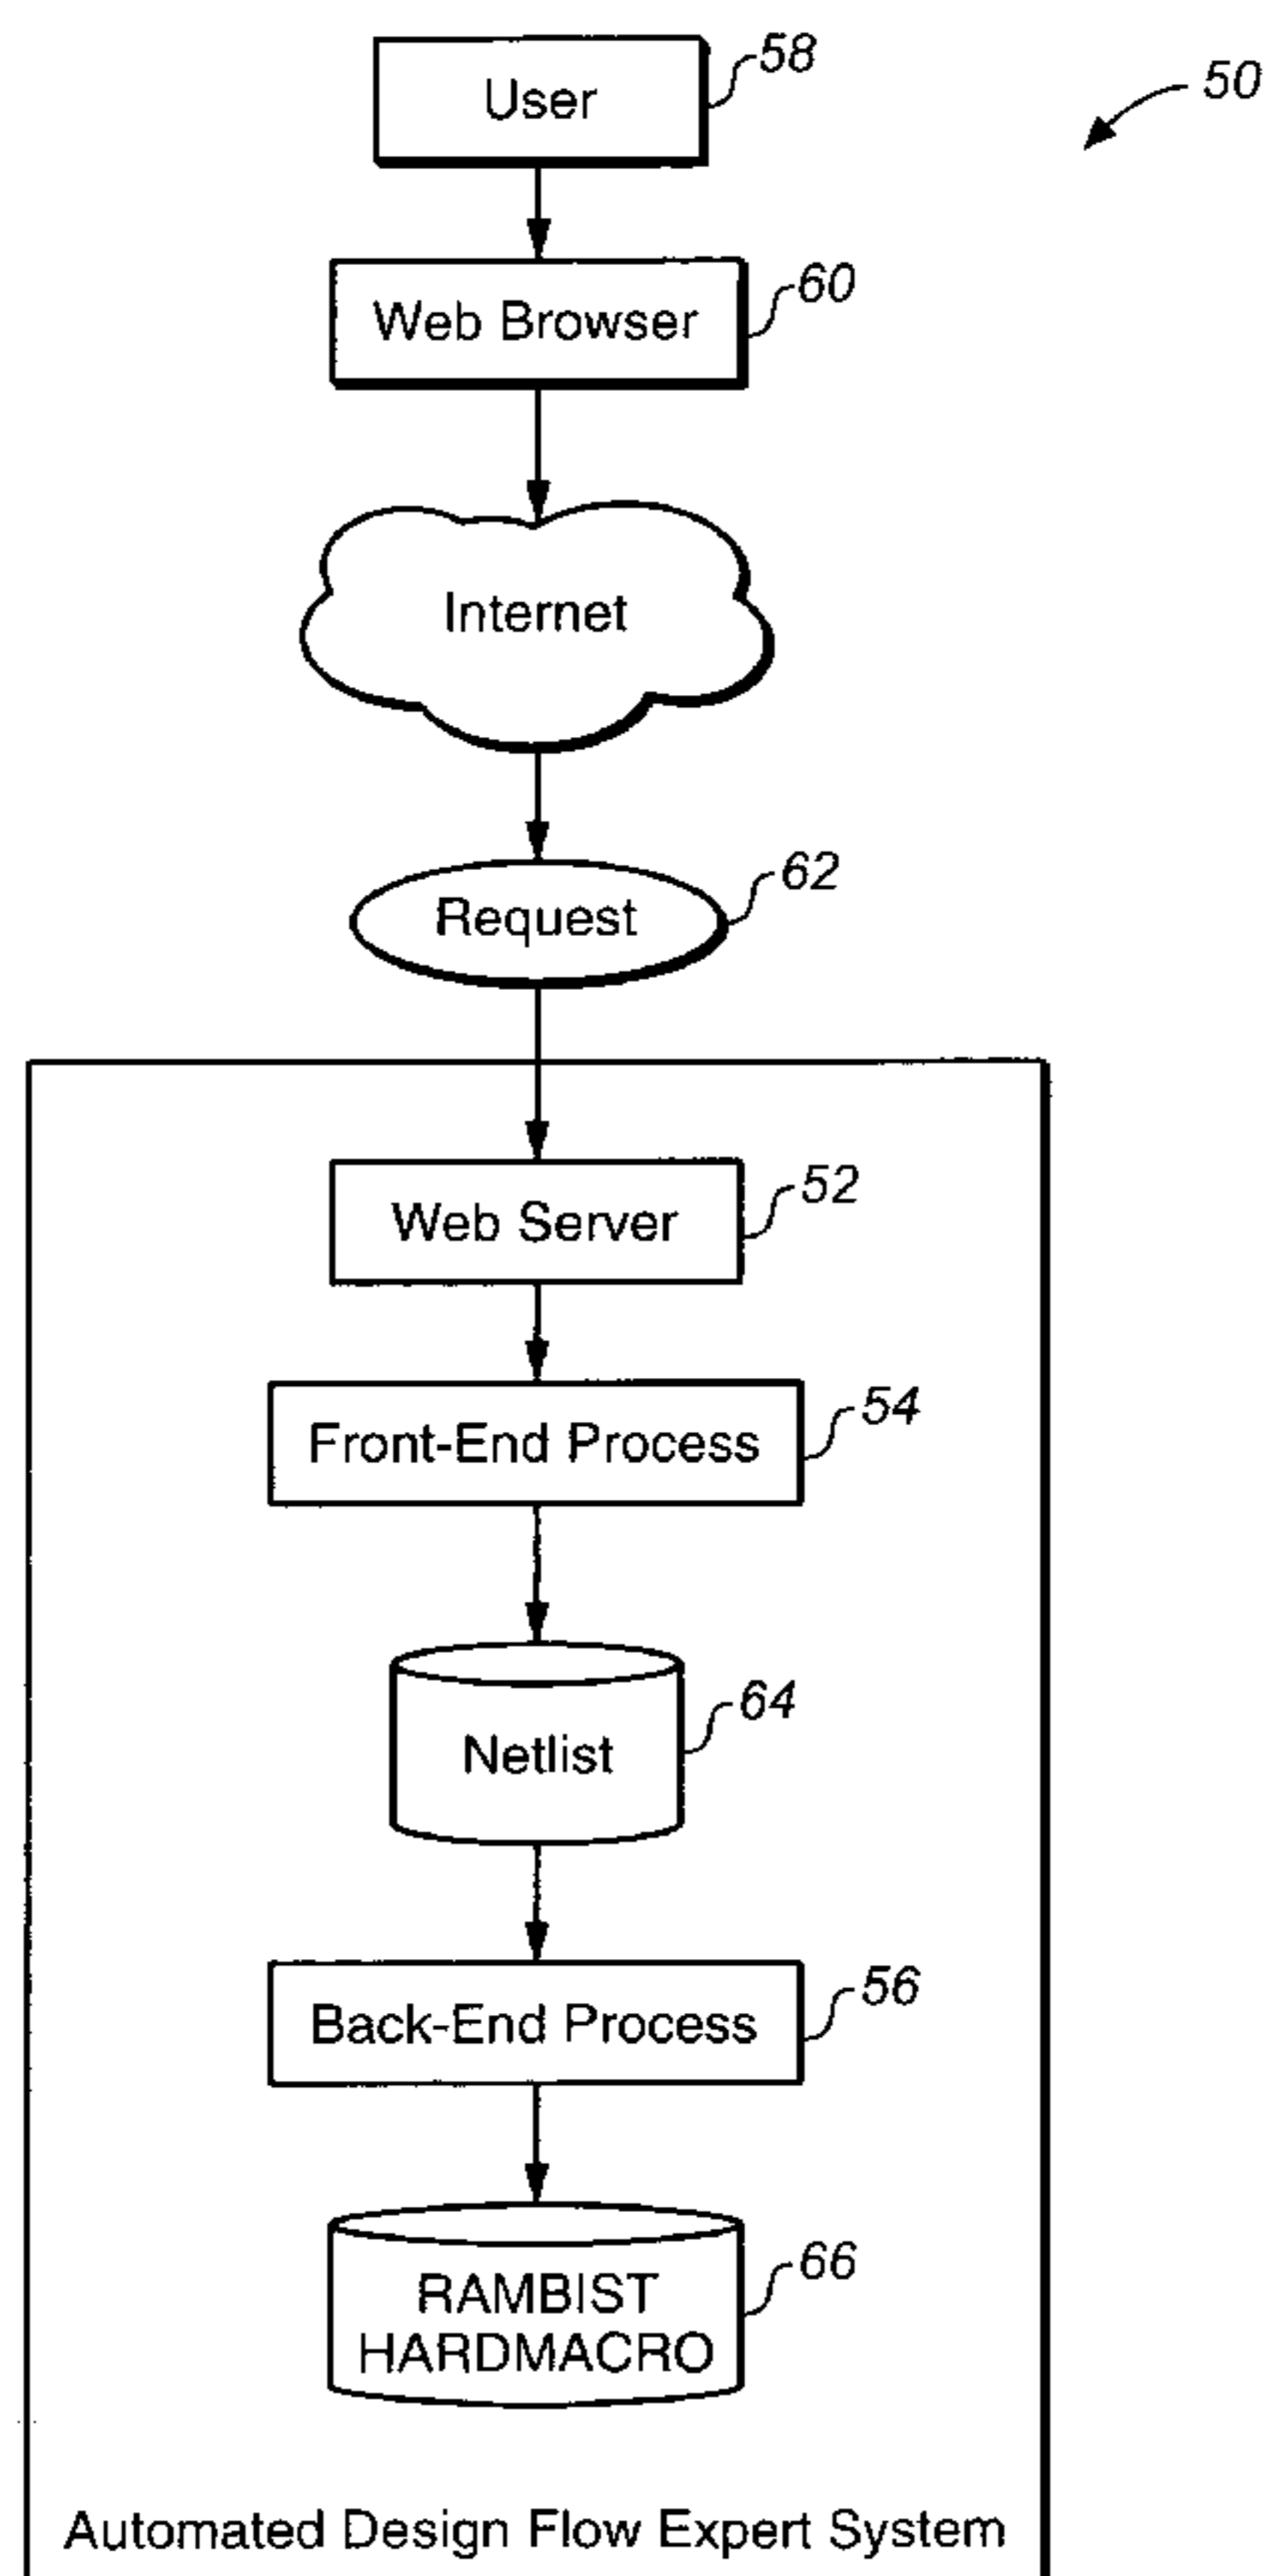 User
58
50
Web Browser
60
Internet
Request
62
Web Server
52
Front-End Process
54
Netlist
64
Back-End Process
56
RAMBIST
HARDMACRO
66
Automated Design Flow Expert System